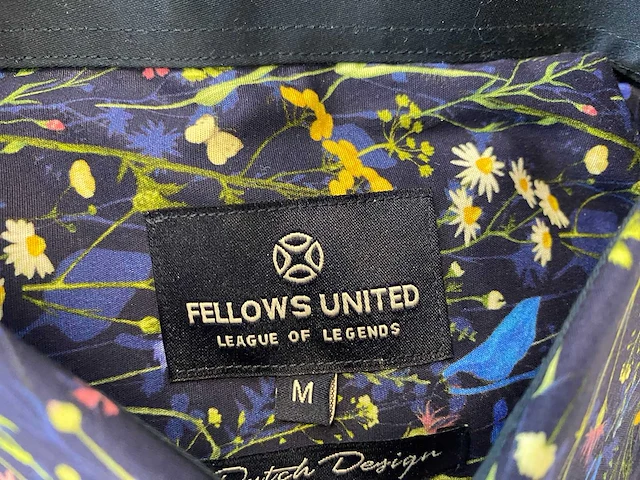 FELLOWS UNITED
LEAGUE OF LEGENDS
M
Dutch Design